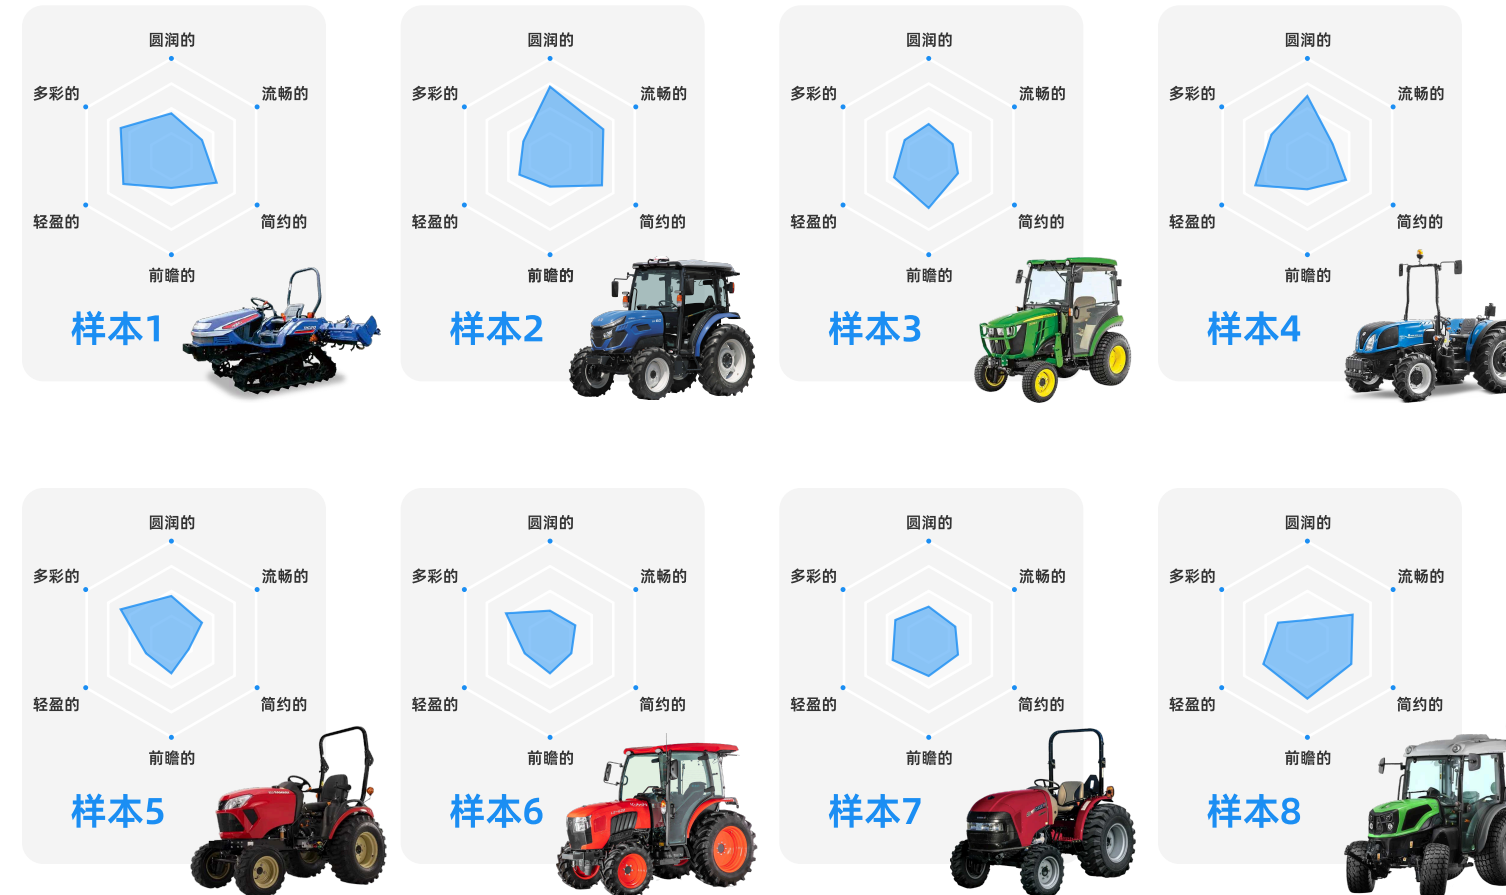 圆润的
多彩的
流畅的
轻盈的
简约的
前瞻的
样本1
圆润的
多彩的
流畅的
轻盈的
简约的
前瞻的
样本2
圆润的
多彩的
流畅的
轻盈的
简约的
前瞻的
样本3
圆润的
多彩的
流畅的
轻盈的
简约的
前瞻的
样本4
圆润的
多彩的
流畅的
轻盈的
简约的
前瞻的
样本5
圆润的
多彩的
流畅的
轻盈的
简约的
前瞻的
样本6
圆润的
多彩的
流畅的
轻盈的
简约的
前瞻的
样本7
圆润的
多彩的
流畅的
轻盈的
简约的
前瞻的
样本8